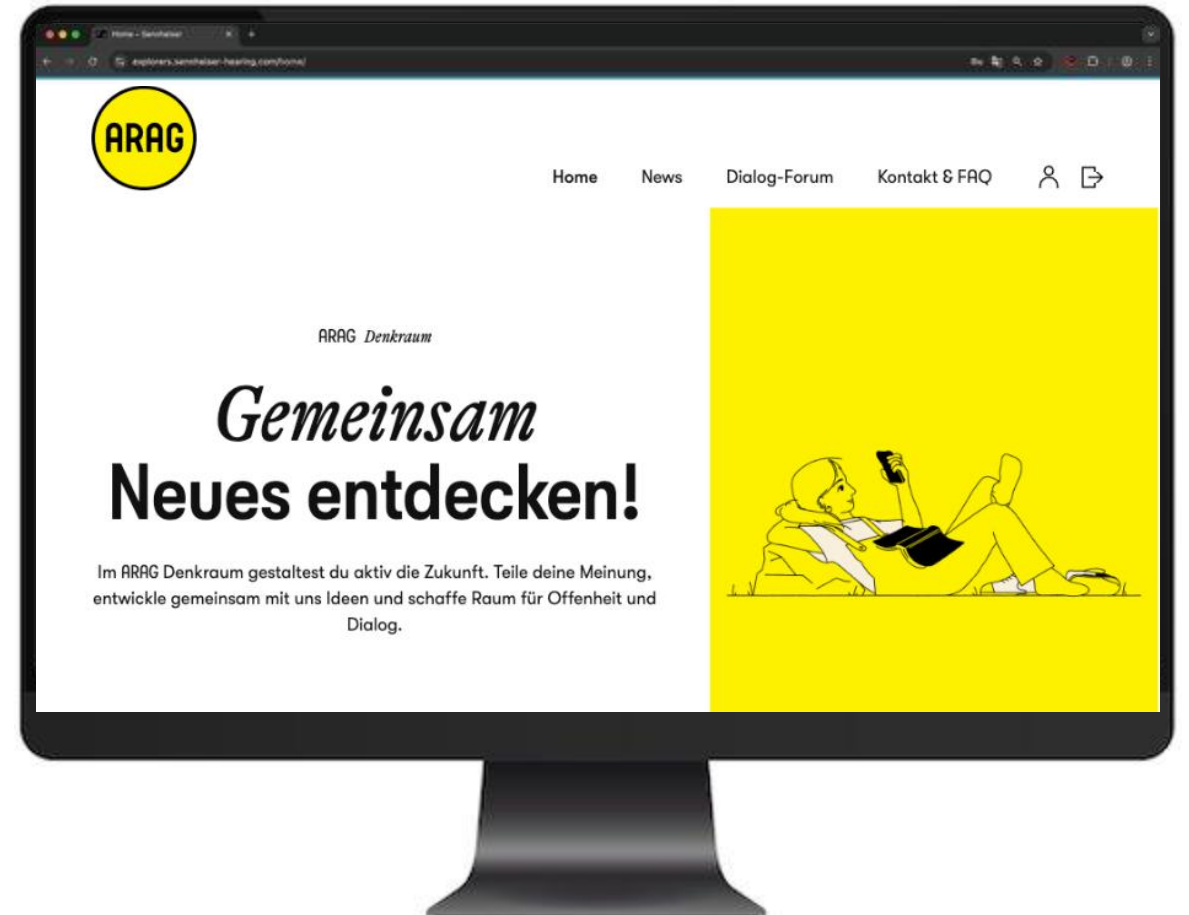 Home - Sennheiser
explorers.sennheiser-hearing.com/home/
ARAG
Home News Dialog-Forum Kontakt & FAQ
ARAG Denkraum
Gemeinsam
Neues entdecken!
Im ARAG Denkraum gestaltest du aktiv die Zukunft. Teile deine Meinung,
entwickle gemeinsam mit uns Ideen und schaffe Raum für Offenheit und
Dialog.